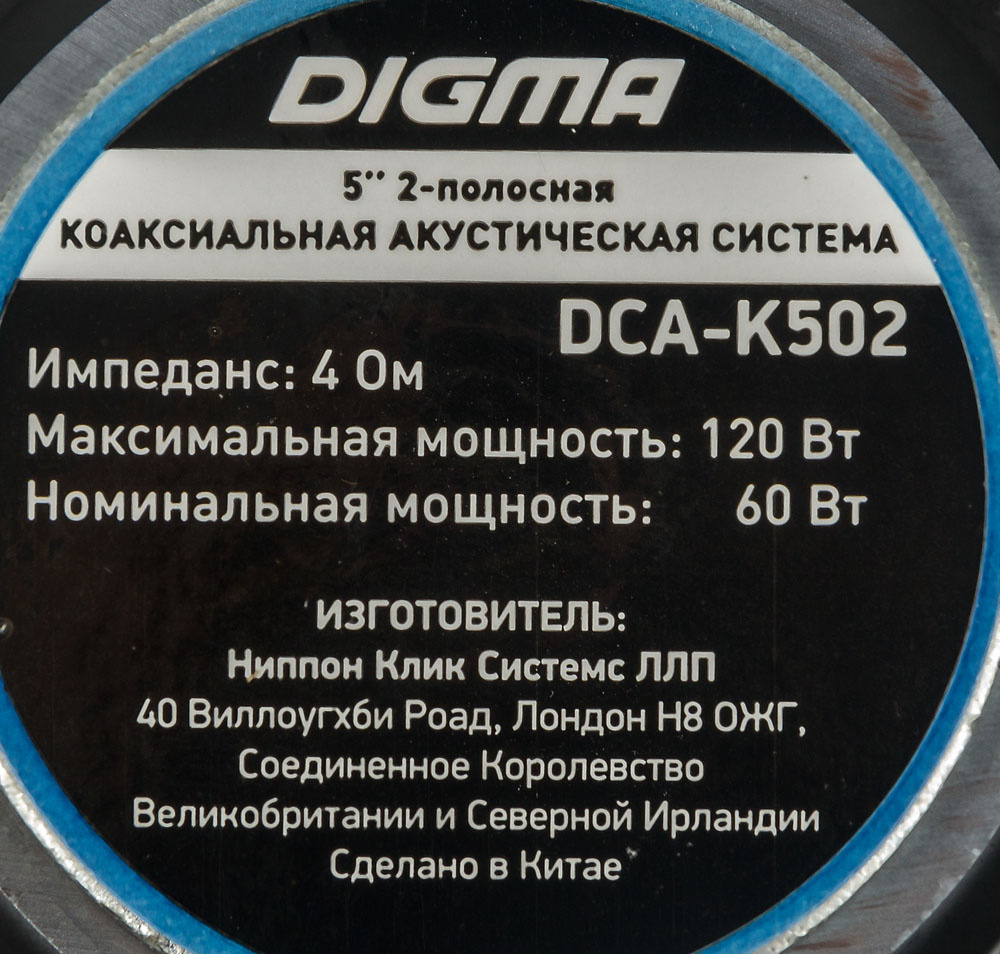 DIGMA
5'' 2-полосная
КОАКСИАЛЬНАЯ АКУСТИЧЕСКАЯ СИСТЕМА
DCA-K502
Импеданс: 4 Ом
Максимальная мощность: 120 Вт
Номинальная мощность: 60 Вт
ИЗГОТОВИТЕЛЬ:
Ниппон Клик Системс ЛЛП
40 Виллоугхби Роад, Лондон Н8 ОЖГ,
Соединенное Королевство
Великобритании и Северной Ирландии
Сделано в Китае